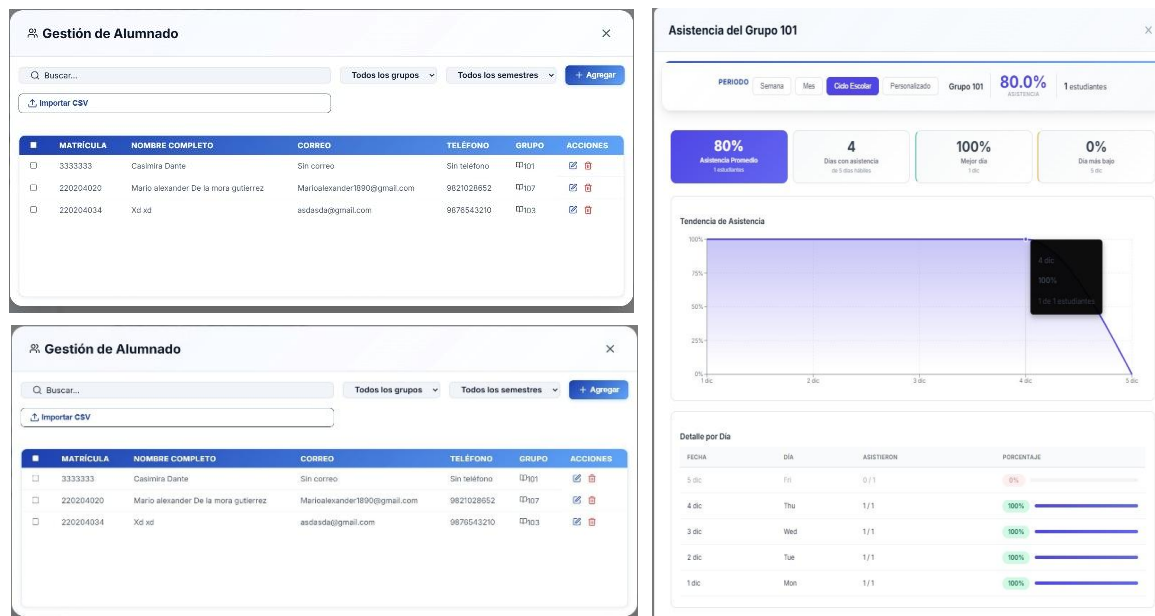 Gestión de Alumnado
Buscar...
Todos los grupos
Todos los semestres
+ Agregar
Importar CSV
MATRÍCULA NOMBRE COMPLETO CORREO TELÉFONO GRUPO ACCIONES
3333333 Casimira Dante Sin correo Sin teléfono 101
220204020 Mario alexander De la mora gutierrez Marioalexander1890@gmail.com 9821028652 107
220204034 Xd xd asdasda@gmail.com 9876543210 103
Gestión de Alumnado
Buscar...
Todos los grupos
Todos los semestres
+ Agregar
Importar CSV
MATRÍCULA NOMBRE COMPLETO CORREO TELÉFONO GRUPO ACCIONES
3333333 Casimira Dante Sin correo Sin teléfono 101
220204020 Mario alexander De la mora gutierrez Marioalexander1890@gmail.com 9821028652 107
220204034 Xd xd asdasda@gmail.com 9876543210 103
Asistencia del Grupo 101
PERIODO Semana Mes Ciclo Escolar Personalizado Grupo 101 80.0% 1 estudiantes
ASISTENCIA
80% 4 100% 0%
Asistencia Promedio Días con asistencia Mejor día Día más bajo
1 estudiantes de 5 días hábiles 1 dic 5 dic
Tendencia de Asistencia
100%
75%
50%
25%
0%
1 dic 2 dic 3 dic 4 dic 5 dic
4 dic
100%
1 de 1 estudiantes
Detalle por Día
FECHA DÍA ASISTIERON PORCENTAJE
5 dic Fri 0 / 1 0%
4 dic Thu 1 / 1 100%
3 dic Wed 1 / 1 100%
2 dic Tue 1 / 1 100%
1 dic Mon 1 / 1 100%